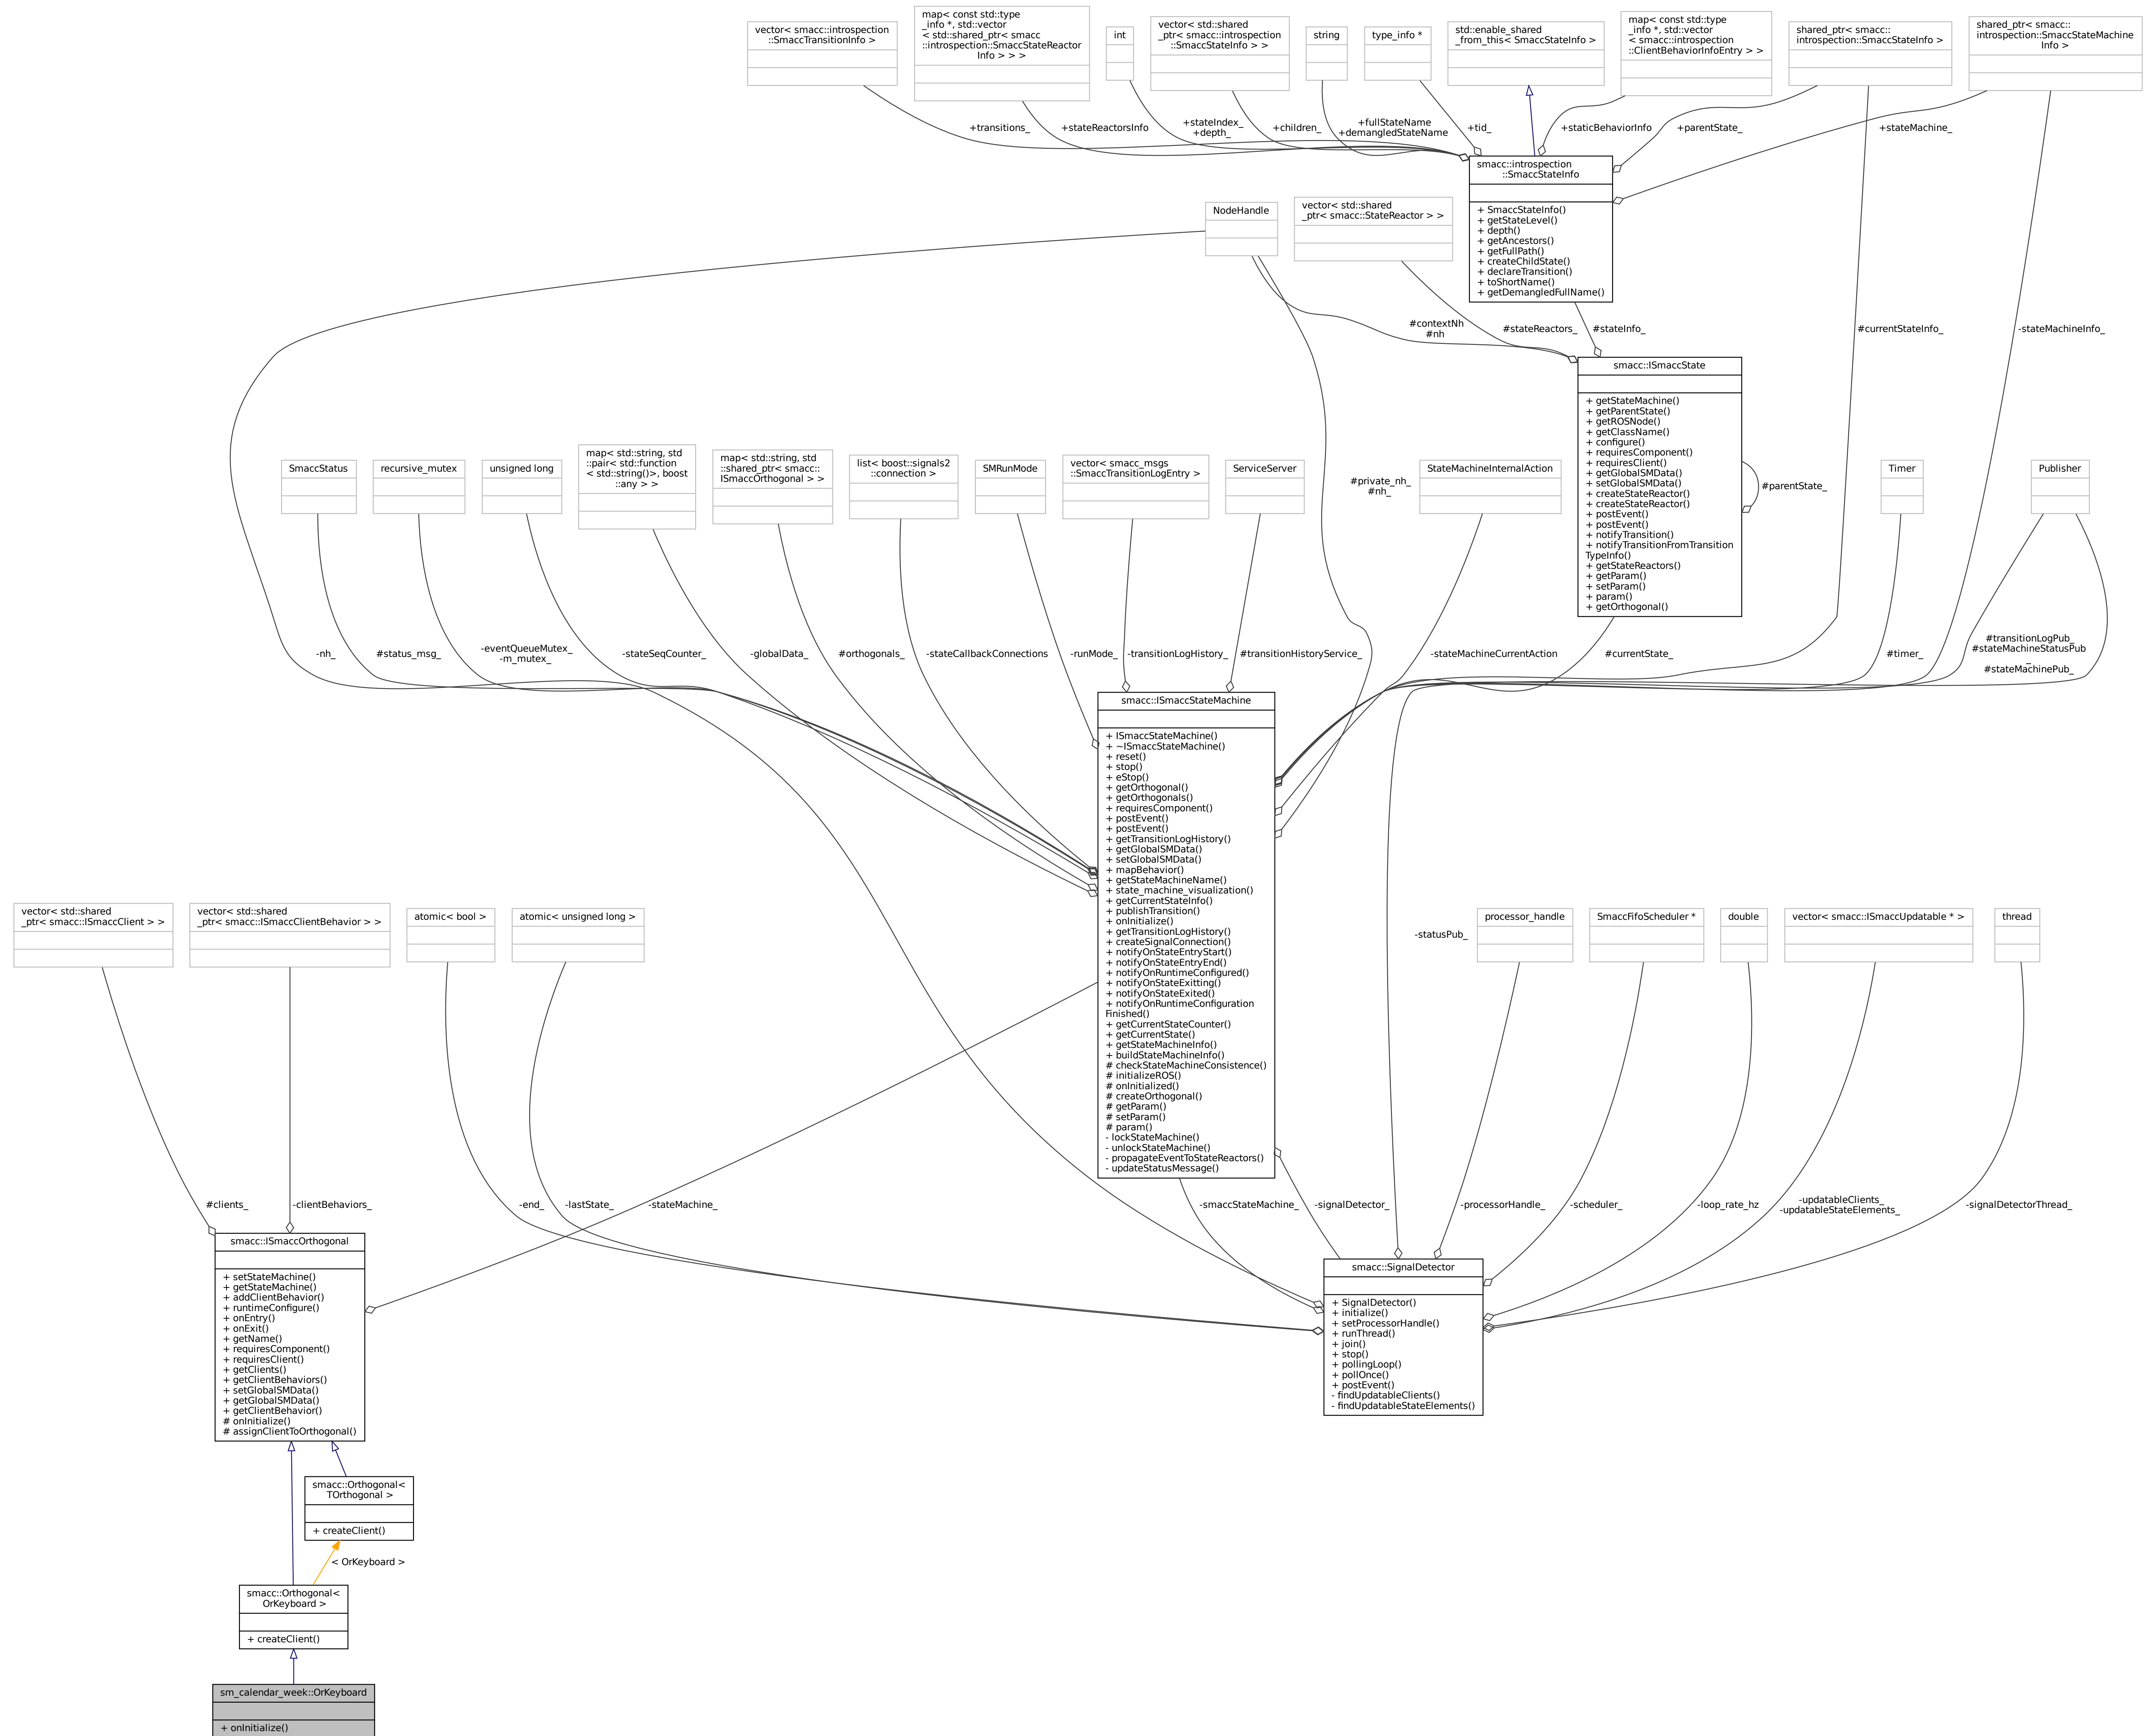 vector< smacc::introspection
::SmaccTransitionInfo >
map< const std::type
_info *, std::vector
< std::shared_ptr< smacc
::introspection::SmaccStateReactor
Info > > >
int
vector< std::shared
_ptr< smacc::introspection
::SmaccStateInfo > >
string
type_info *
std::enable_shared
_from_this< SmaccStateInfo >
map< const std::type
_info *, std::vector
< smacc::introspection
::ClientBehaviorInfoEntry > >
shared_ptr< smacc::
introspection::SmaccStateInfo >
shared_ptr< smacc::
introspection::SmaccStateMachine
Info >
+transitions_
+stateReactorsInfo
+stateIndex_
+depth_
+children_
+fullStateName
+demangledStateName
+tid_
+staticBehaviorInfo
+parentState_
+stateMachine_
smacc::introspection
::SmaccStateInfo
+ SmaccStateInfo()
+ getStateLevel()
+ depth()
+ getAncestors()
+ getFullPath()
+ createChildState()
+ declareTransition()
+ toShortName()
+ getDemangledFullName()
NodeHandle
vector< std::shared
_ptr< smacc::StateReactor > >
#contextNh
#nh
#stateReactors_
#stateInfo_
#currentStateInfo_
-stateMachineInfo_
smacc::ISmaccState
+ getStateMachine()
+ getParentState()
+ getROSNode()
+ getClassName()
+ configure()
+ requiresComponent()
+ requiresClient()
+ getGlobalSMData()
+ setGlobalSMData()
+ createStateReactor()
+ createStateReactor()
+ postEvent()
+ postEvent()
+ notifyTransition()
+ notifyTransitionFromTransition
TypeInfo()
+ getStateReactors()
+ getParam()
+ setParam()
+ param()
+ getOrthogonal()
#parentState_
SmaccStatus
recursive_mutex
unsigned long
map< std::string, std
::pair< std::function
< std::string()>, boost
::any > >
map< std::string, std
::shared_ptr< smacc::
ISmaccOrthogonal > >
list< boost::signals2
::connection >
SMRunMode
vector< smacc_msgs
::SmaccTransitionLogEntry >
ServiceServer
#private_nh_
#nh_
StateMachineInternalAction
Timer
Publisher
-nh_
#status_msg_
-eventQueueMutex_
-m_mutex_
-stateSeqCounter_
-globalData_
#orthogonals_
-stateCallbackConnections
-runMode_
-transitionLogHistory_
#transitionHistoryService_
-stateMachineCurrentAction
#currentState_
#timer_
#transitionLogPub_
#stateMachineStatusPub
_
#stateMachinePub_
smacc::ISmaccStateMachine
+ ISmaccStateMachine()
+ ~ISmaccStateMachine()
+ reset()
+ stop()
+ eStop()
+ getOrthogonal()
+ getOrthogonals()
+ requiresComponent()
+ postEvent()
+ postEvent()
+ getTransitionLogHistory()
+ getGlobalSMData()
+ setGlobalSMData()
+ mapBehavior()
+ getStateMachineName()
+ state_machine_visualization()
+ getCurrentStateInfo()
+ publishTransition()
+ onInitialize()
+ getTransitionLogHistory()
+ createSignalConnection()
+ notifyOnStateEntryStart()
+ notifyOnStateEntryEnd()
+ notifyOnRuntimeConfigured()
+ notifyOnStateExitting()
+ notifyOnStateExited()
+ notifyOnRuntimeConfiguration
Finished()
+ getCurrentStateCounter()
+ getCurrentState()
+ getStateMachineInfo()
+ buildStateMachineInfo()
# checkStateMachineConsistence()
# initializeROS()
# onInitialized()
# createOrthogonal()
# getParam()
# setParam()
# param()
- lockStateMachine()
- unlockStateMachine()
- propagateEventToStateReactors()
- updateStatusMessage()
vector< std::shared
_ptr< smacc::ISmaccClient > >
vector< std::shared
_ptr< smacc::ISmaccClientBehavior > >
atomic< bool >
atomic< unsigned long >
-statusPub_
processor_handle
SmaccFifoScheduler *
double
vector< smacc::ISmaccUpdatable * >
thread
#clients_
-clientBehaviors_
-end_
-lastState_
-stateMachine_
-smaccStateMachine_
-signalDetector_
-processorHandle_
-scheduler_
-loop_rate_hz
-updatableClients_
-updatableStateElements_
-signalDetectorThread_
smacc::ISmaccOrthogonal
+ setStateMachine()
+ getStateMachine()
+ addClientBehavior()
+ runtimeConfigure()
+ onEntry()
+ onExit()
+ getName()
+ requiresComponent()
+ requiresClient()
+ getClients()
+ getClientBehaviors()
+ setGlobalSMData()
+ getGlobalSMData()
+ getClientBehavior()
# onInitialize()
# assignClientToOrthogonal()
smacc::SignalDetector
+ SignalDetector()
+ initialize()
+ setProcessorHandle()
+ runThread()
+ join()
+ stop()
+ pollingLoop()
+ pollOnce()
+ postEvent()
- findUpdatableClients()
- findUpdatableStateElements()
smacc::Orthogonal<
TOrthogonal >
+ createClient()
< OrKeyboard >
smacc::Orthogonal<
OrKeyboard >
+ createClient()
sm_calendar_week::OrKeyboard
+ onInitialize()